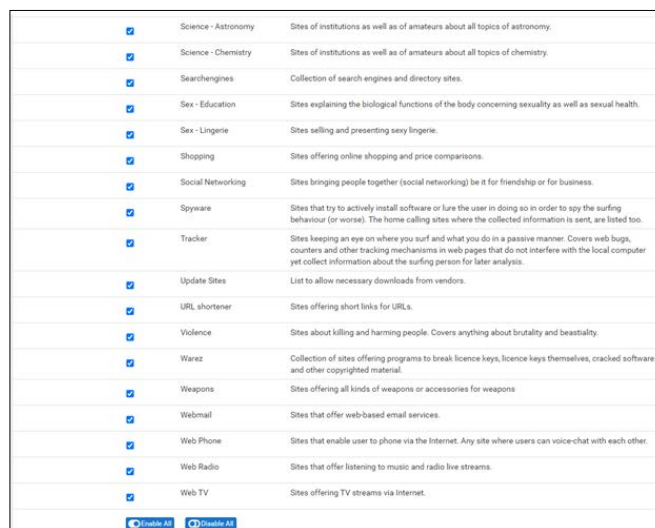 Science - Astronomy Sites of institutions as well as of amateurs about all topics of astronomy.
Science - Chemistry Sites of institutions as well as of amateurs about all topics of chemistry.
Searchengines Collection of search engines and directory sites.
Sex - Education Sites explaining the biological functions of the body concerning sexuality as well as sexual health.
Sex - Lingerie Sites selling and presenting sexy lingerie.
Shopping Sites offering online shopping and price comparisons.
Social Networking Sites bringing people together (social networking) be it for friendship or for business.
Spyware Sites that try to actively install software or lure the user in doing so in order to spy the surfing
behaviour (or worse). The home calling sites where the collected information is sent, are listed too.
Tracker Sites keeping an eye on where you surf and what you do in a passive manner. Covers web bugs,
counters and other tracking mechanisms in web pages that do not interfere with the local computer
yet collect information about the surfing person for later analysis.
Update Sites List to allow necessary downloads from vendors.
URL shortener Sites offering short links for URLs.
Violence Sites about killing and harming people. Covers anything about brutality and beastiality.
Warez Collection of sites offering programs to break licence keys, licence keys themselves, cracked software
and other copyrighted material.
Weapons Sites offering all kinds of weapons or accessories for weapons
Webmail Sites that offer web-based email services.
Web Phone Sites that enable user to phone via the Internet. Any site where users can voice-chat with each other.
Web Radio Sites that offer listening to music and radio live streams.
Web TV Sites offering TV streams via Internet.
Enable All Disable All